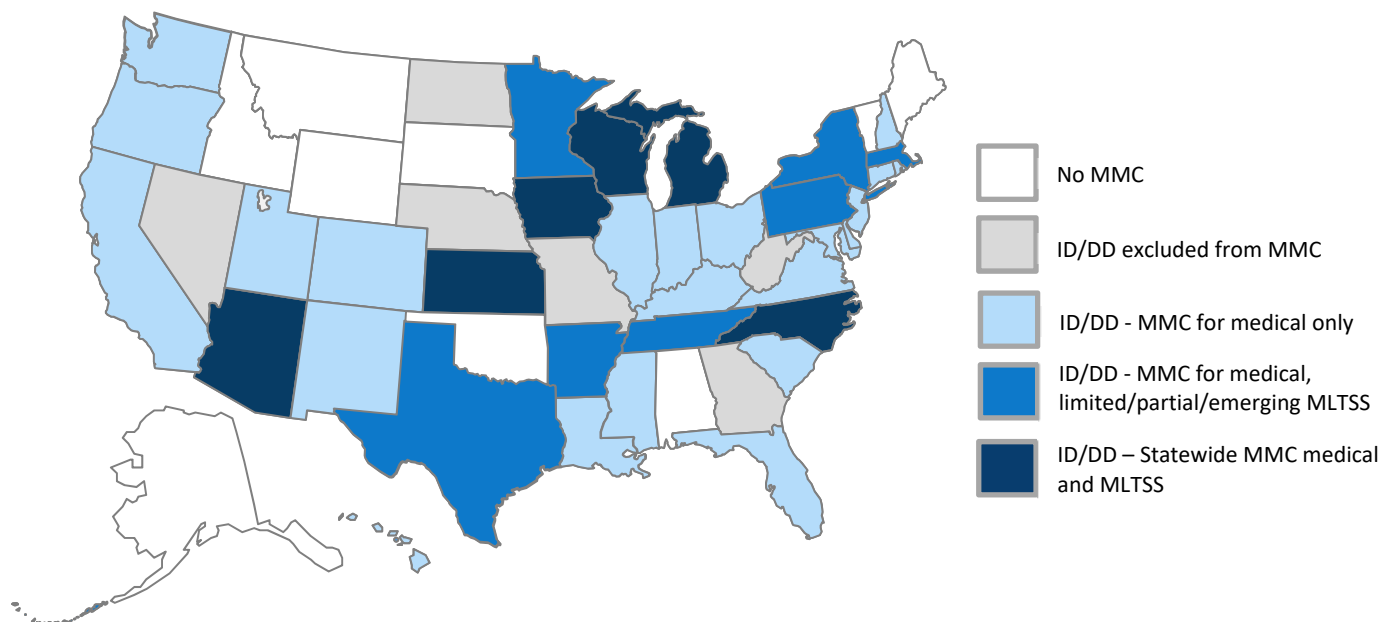 No MMC
ID/DD excluded from MMC
ID/DD - MMC for medical only
ID/DD - MMC for medical,
limited/partial/emerging MLTSS
ID/DD – Statewide MMC medical
and MLTSS